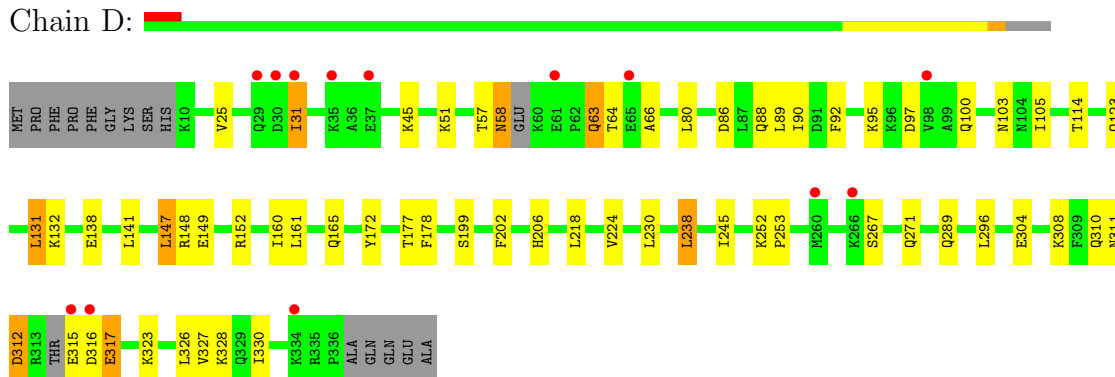 Chain D:
MET PRO PHE PRO PHE GLY LYS SER HIS K10 V25 Q29 D30 I31 K35 A36 E37 K45 K51 T57 N58 GLU K60 E61 P62 Q63 T64 E65 A66 L80 D86 L87 Q88 L89 I90 D91 F92 K95 K96 D97 V98 A99 Q100 N103 N104 I105 T114
L131 K132 E138 L141 L147 R148 E149 R152 I160 L161 Q165 Y172 T177 F178 S199 F202 H206 L218 V224 L230 L238 I245 K252 P253 M260 K266 S267 Q271 Q289 L296 E304 K308 F309 Q310 N311
D312 R313 THR E315 D316 E317 K323 L326 V327 K328 Q329 I330 K334 R335 P336 ALA GLN GLN GLU ALA